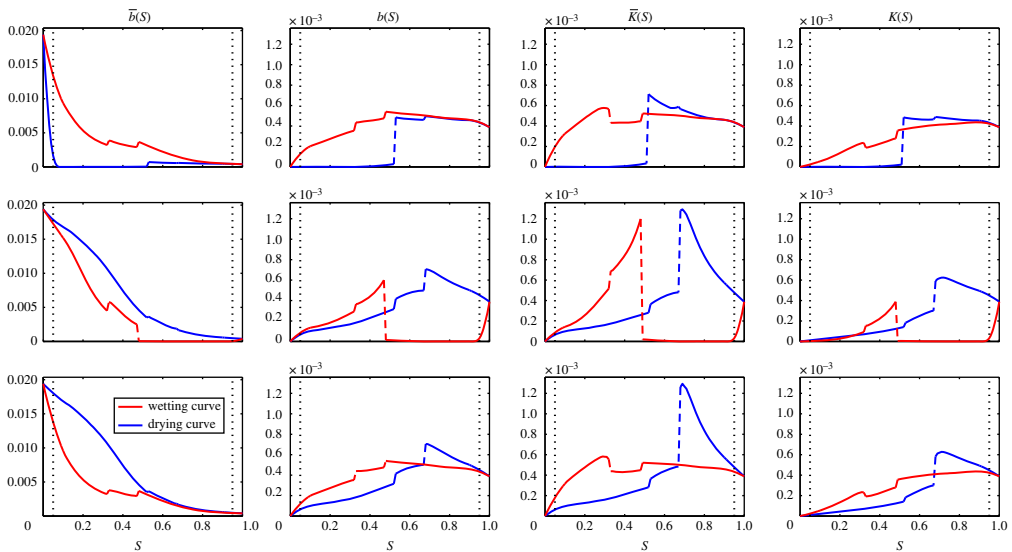 b̅(S) b(S) K̅(S) K(S)
0.020 × 10⁻³ × 10⁻³ × 10⁻³
1.2 1.2 1.2
0.015 1.0 1.0 1.0
0.8 0.8 0.8
0.010
0.6 0.6 0.6
0.005 0.4 0.4 0.4
0.2 0.2 0.2
0 0 0 0
× 10⁻³ × 10⁻³ × 10⁻³
0.020 1.2 1.2 1.2
0.015 1.0 1.0 1.0
0.8 0.8 0.8
0.010
0.6 0.6 0.6
0.005 0.4 0.4 0.4
0.2 0.2 0.2
0 0 0 0
× 10⁻³ × 10⁻³ × 10⁻³
0.020 1.2 1.2 1.2
0.015 1.0 1.0 1.0
wetting curve
0.8 0.8 0.8
drying curve
0.010
0.6 0.6 0.6
0.005 0.4 0.4 0.4
0.2 0.2 0.2
0 0.2 0.4 0.6 0.8 1.0 0 0.2 0.4 0.6 0.8 1.0 0 0.2 0.4 0.6 0.8 1.0 0 0.2 0.4 0.6 0.8 1.0
S S S S